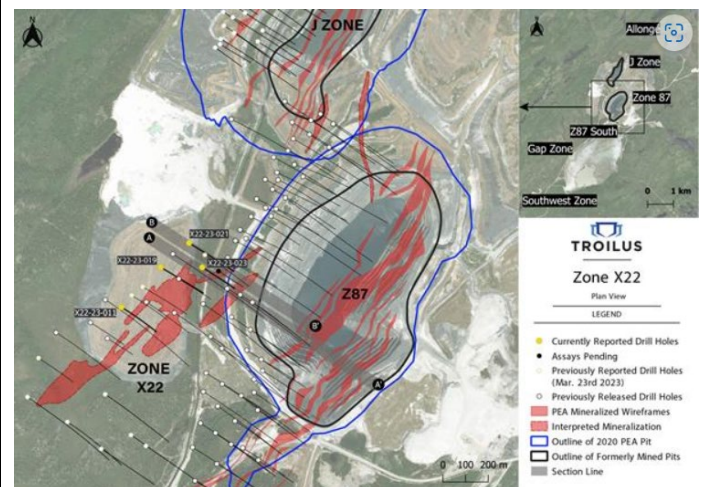 N
J ZONE
B
A
X22-23-021
X22-23-019
X22-23-023
X22-23-011
Z87
B'
ZONE
X22
A'
0 100 200 m
N
Allong
J Zone
Zone 87
Z87 South
Gap Zone
Southwest Zone
0 1 km
TROILUS
Zone X22
Plan View
LEGEND
Currently Reported Drill Holes
Assays Pending
Previously Reported Drill Holes
(Mar. 23rd 2023)
Previously Released Drill Holes
PEA Mineralized Wireframes
Interpreted Mineralization
Outline of 2020 PEA Pit
Outline of Formerly Mined Pits
Section Line